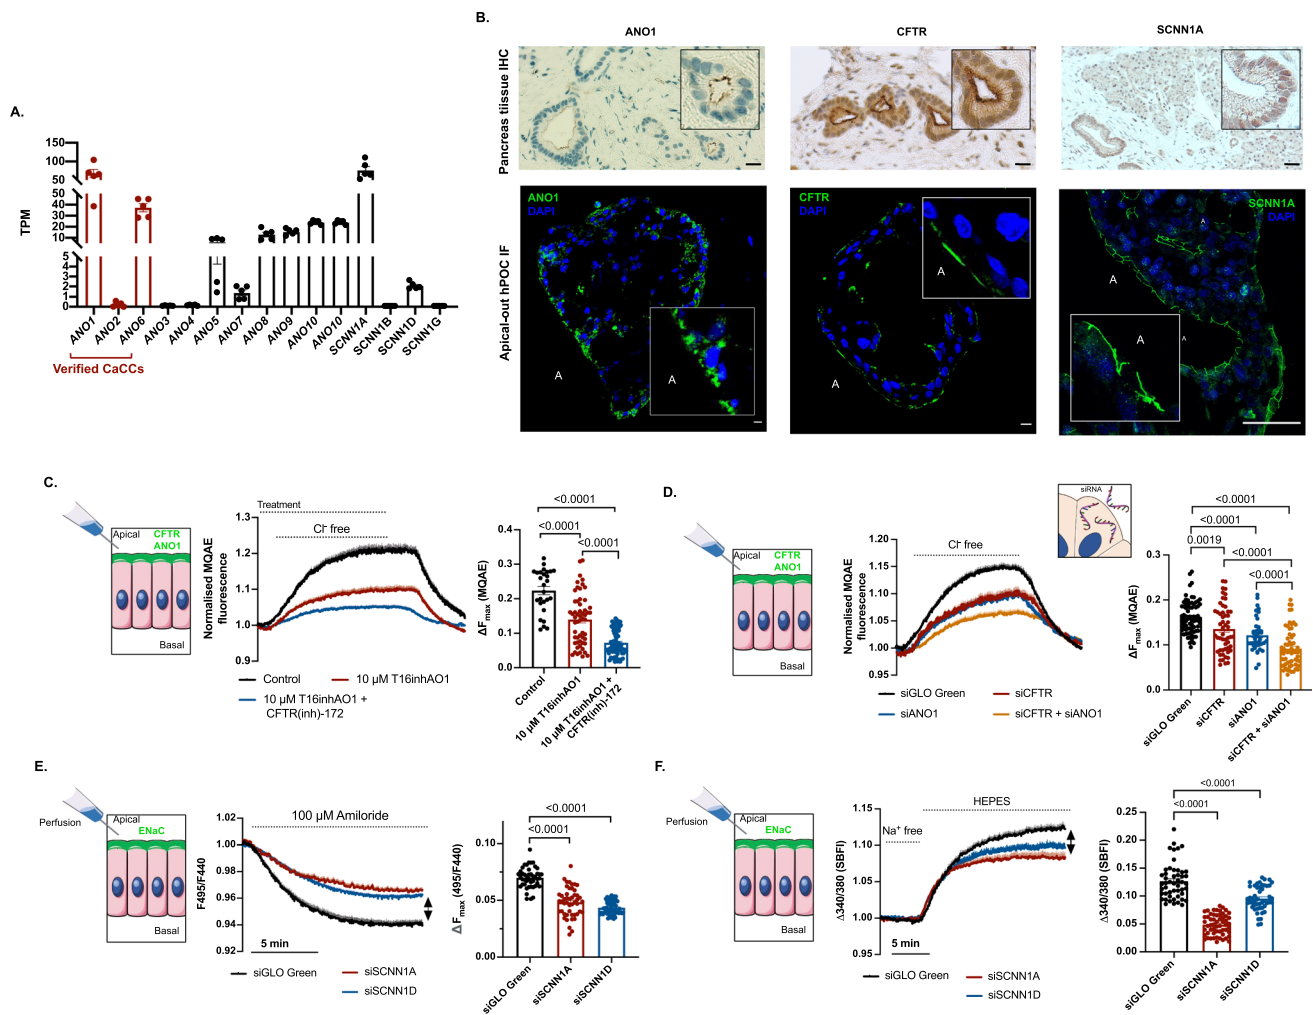 A.
TPM
150
100
50
50
40
30
20
10
5
4
3
2
1
0
ANO1
ANO2
ANO6
ANO3
ANO4
ANO5
ANO7
ANO8
ANO9
ANO10
ANO10
SCNN1A
SCNN1B
SCNN1D
SCNN1G
Verified CaCCs
B.
ANO1
CFTR
SCNN1A
Pancreas tiissue IHC
Apical-out hPOC IF
ANO1
DAPI
A
A
CFTR
DAPI
A
A
SCNN1A
DAPI
A
A
A
A
C.
Apical
CFTR
ANO1
Basal
Treatment
Cl⁻ free
Normalised MQAE
fluorescence
1.3
1.2
1.1
1.0
0.9
Control
10 µM T16inhAO1
10 µM T16inhAO1 +
CFTR(inh)-172
<0.0001
<0.0001
<0.0001
ΔFmax (MQAE)
0.4
0.3
0.2
0.1
0.0
Control
10 µM T16inhAO1
10 µM T16inhAO1 +
CFTR(inh)-172
D.
Apical
CFTR
ANO1
Basal
siRNA
Cl⁻ free
Normalised MQAE
fluorescence
1.20
1.15
1.10
1.05
1.00
0.95
siGLO Green
siCFTR
siANO1
siCFTR + siANO1
<0.0001
<0.0001
0.0019
<0.0001
<0.0001
ΔFmax (MQAE)
0.3
0.2
0.1
0.0
siGLO Green
siCFTR
siANO1
siCFTR + siANO1
E.
Perfusion
Apical
ENaC
Basal
100 µM Amiloride
F495/F440
1.02
1.00
0.98
0.96
0.94
0.92
5 min
siGLO Green
siSCNN1A
siSCNN1D
<0.0001
<0.0001
ΔFmax (495/F440)
0.10
0.05
0.00
siGLO Green
siSCNN1A
siSCNN1D
F.
Perfusion
Apical
ENaC
Basal
HEPES
Na⁺ free
Δ340/380 (SBFI)
1.15
1.10
1.05
1.00
0.95
5 min
siGLO Green
siSCNN1A
siSCNN1D
<0.0001
<0.0001
Δ340/380 (SBFI)
0.25
0.20
0.15
0.10
0.05
0.00
siGLO Green
siSCNN1A
siSCNN1D